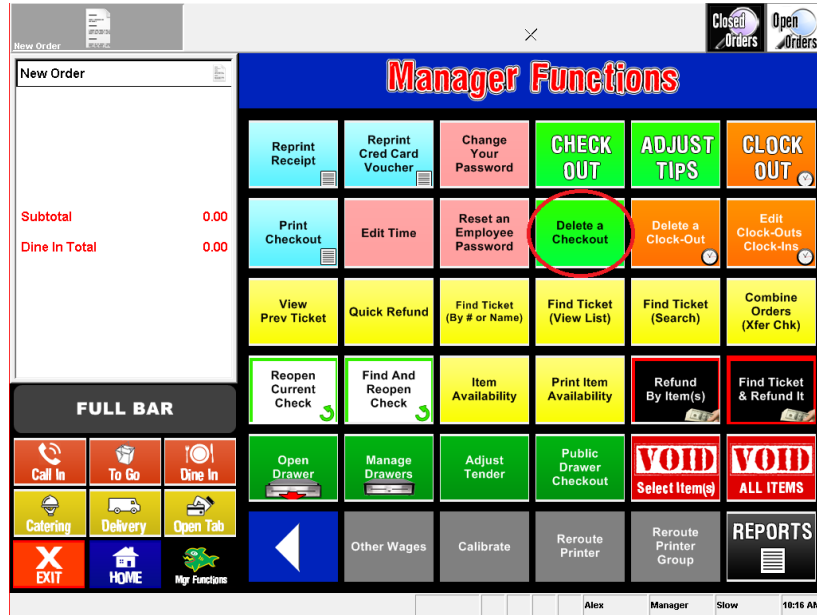 New Order
Closed
Orders
Open
Orders
New Order
Manager Functions
Subtotal 0.00
Dine In Total 0.00
Reprint
Receipt
Reprint
Cred Card
Voucher
Change
Your
Password
CHECK
OUT
ADJUST
TIPS
CLOCK
OUT
Print
Checkout
Edit Time
Reset an
Employee
Password
Delete a
Checkout
Delete a
Clock-Out
Edit
Clock-Outs
Clock-Ins
View
Prev Ticket
Quick Refund
Find Ticket
(By # or Name)
Find Ticket
(View List)
Find Ticket
(Search)
Combine
Orders
(Xfer Chk)
Reopen
Current
Check
Find And
Reopen
Check
Item
Availability
Print Item
Availability
Refund
By Item(s)
Find Ticket
& Refund It
FULL BAR
Call In
To Go
Dine In
Catering
Delivery
Open Tab
X
EXIT
HOME
Mgr Functions
Open
Drawer
Manage
Drawers
Adjust
Tender
Public
Drawer
Checkout
VOID
Select Item(s)
VOID
ALL ITEMS
Other Wages
Calibrate
Reroute
Printer
Reroute
Printer
Group
REPORTS
Alex Manager Slow 10:16 AM